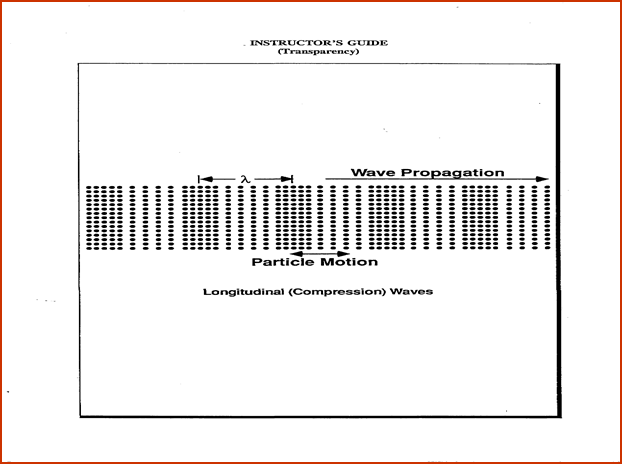 INSTRUCTOR'S GUIDE
(Transparency)
λ
Wave Propagation
Particle Motion
Longitudinal (Compression) Waves